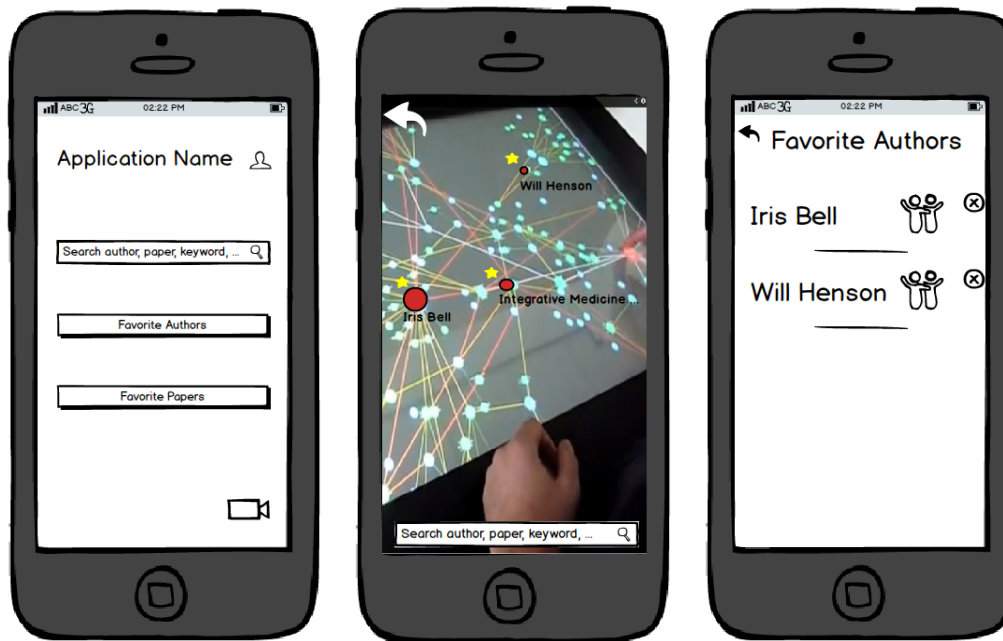 ABC 3G 02:22 PM
Application Name
Search author, paper, keyword, ...
Favorite Authors
Favorite Papers
Will Henson
Integrative Medicine ...
Iris Bell
Search author, paper, keyword, ...
ABC 3G 02:22 PM
Favorite Authors
Iris Bell
Will Henson